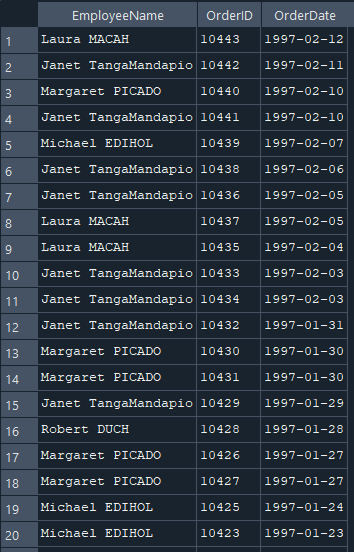 EmployeeName OrderID OrderDate
1 Laura MACAH 10443 1997-02-12
2 Janet TangaMandapio 10442 1997-02-11
3 Margaret PICADO 10440 1997-02-10
4 Janet TangaMandapio 10441 1997-02-10
5 Michael EDIHOL 10439 1997-02-07
6 Janet TangaMandapio 10438 1997-02-06
7 Janet TangaMandapio 10436 1997-02-05
8 Laura MACAH 10437 1997-02-05
9 Laura MACAH 10435 1997-02-04
10 Janet TangaMandapio 10433 1997-02-03
11 Janet TangaMandapio 10434 1997-02-03
12 Janet TangaMandapio 10432 1997-01-31
13 Margaret PICADO 10430 1997-01-30
14 Margaret PICADO 10431 1997-01-30
15 Janet TangaMandapio 10429 1997-01-29
16 Robert DUCH 10428 1997-01-28
17 Margaret PICADO 10426 1997-01-27
18 Margaret PICADO 10427 1997-01-27
19 Michael EDIHOL 10425 1997-01-24
20 Michael EDIHOL 10423 1997-01-23